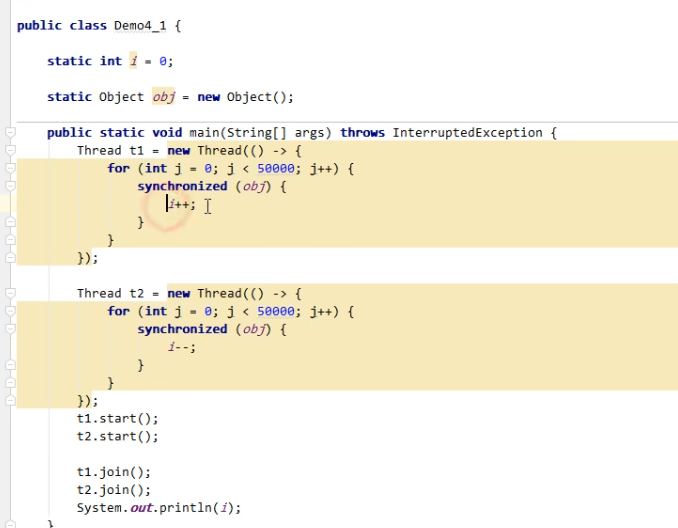 public class Demo4_1 {
static int i = 0;
static Object obj = new Object();
public static void main(String[] args) throws InterruptedException {
Thread t1 = new Thread(() -> {
for (int j = 0; j < 50000; j++) {
synchronized (obj) {
i++;
}
}
});
Thread t2 = new Thread(() -> {
for (int j = 0; j < 50000; j++) {
synchronized (obj) {
i--;
}
}
});
t1.start();
t2.start();
t1.join();
t2.join();
System.out.println(i);
}